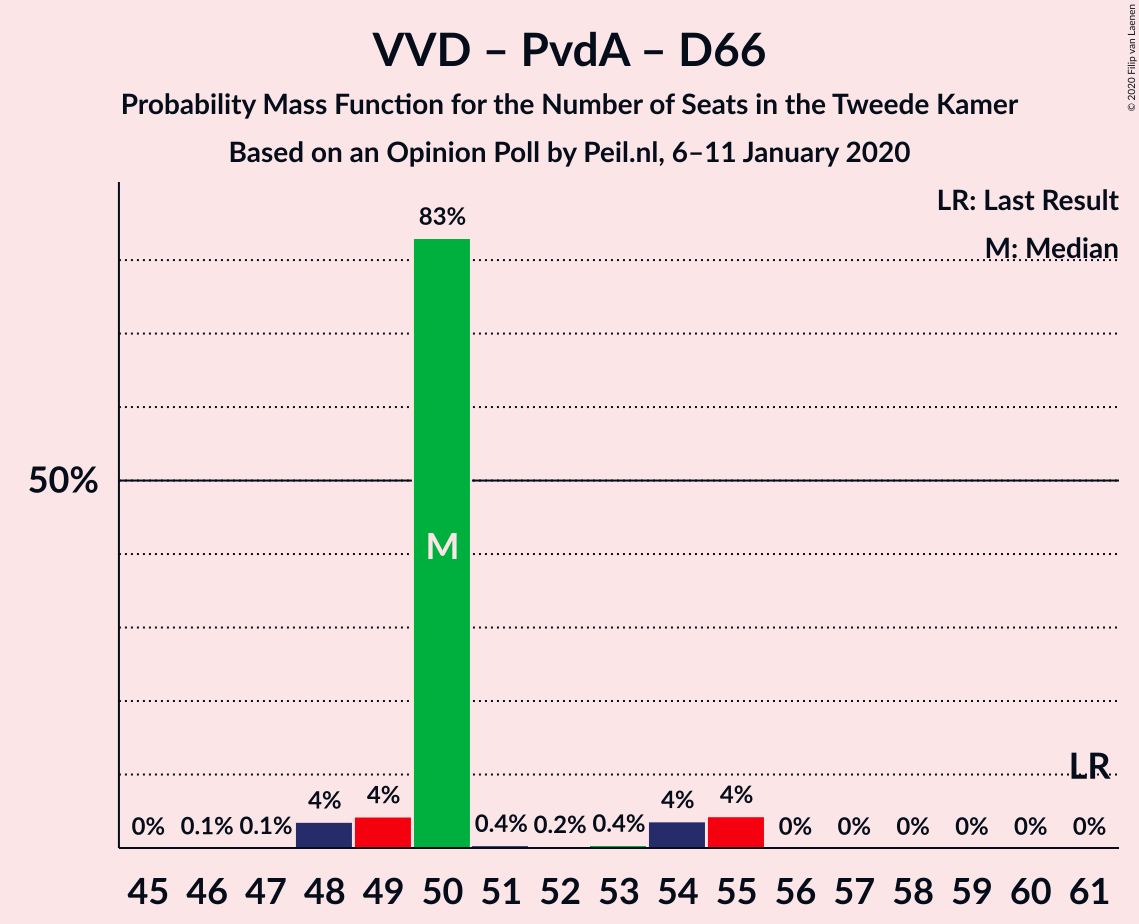 VVD – PvdA – D66
Probability Mass Function for the Number of Seats in the Tweede Kamer
Based on an Opinion Poll by Peil.nl, 6–11 January 2020
© 2020 Filip van Laenen
LR: Last Result
M: Median
83%
50%
M
LR
0% 0.1% 0.1% 4% 4% 0.4% 0.2% 0.4% 4% 4% 0% 0% 0% 0% 0% 0%
45 46 47 48 49 50 51 52 53 54 55 56 57 58 59 60 61